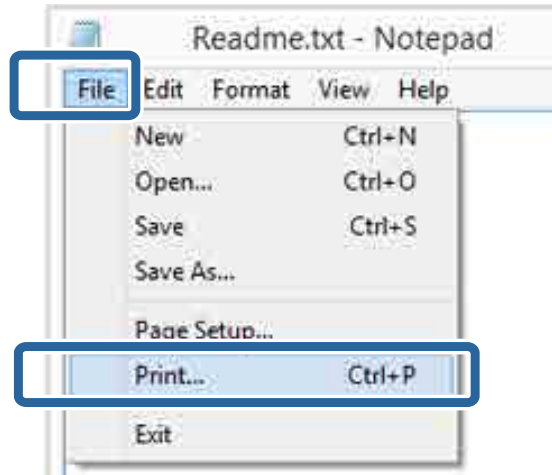 Readme.txt - Notepad
File Edit Format View Help
New Ctrl+N
Open... Ctrl+O
Save Ctrl+S
Save As...
Page Setup...
Print... Ctrl+P
Exit